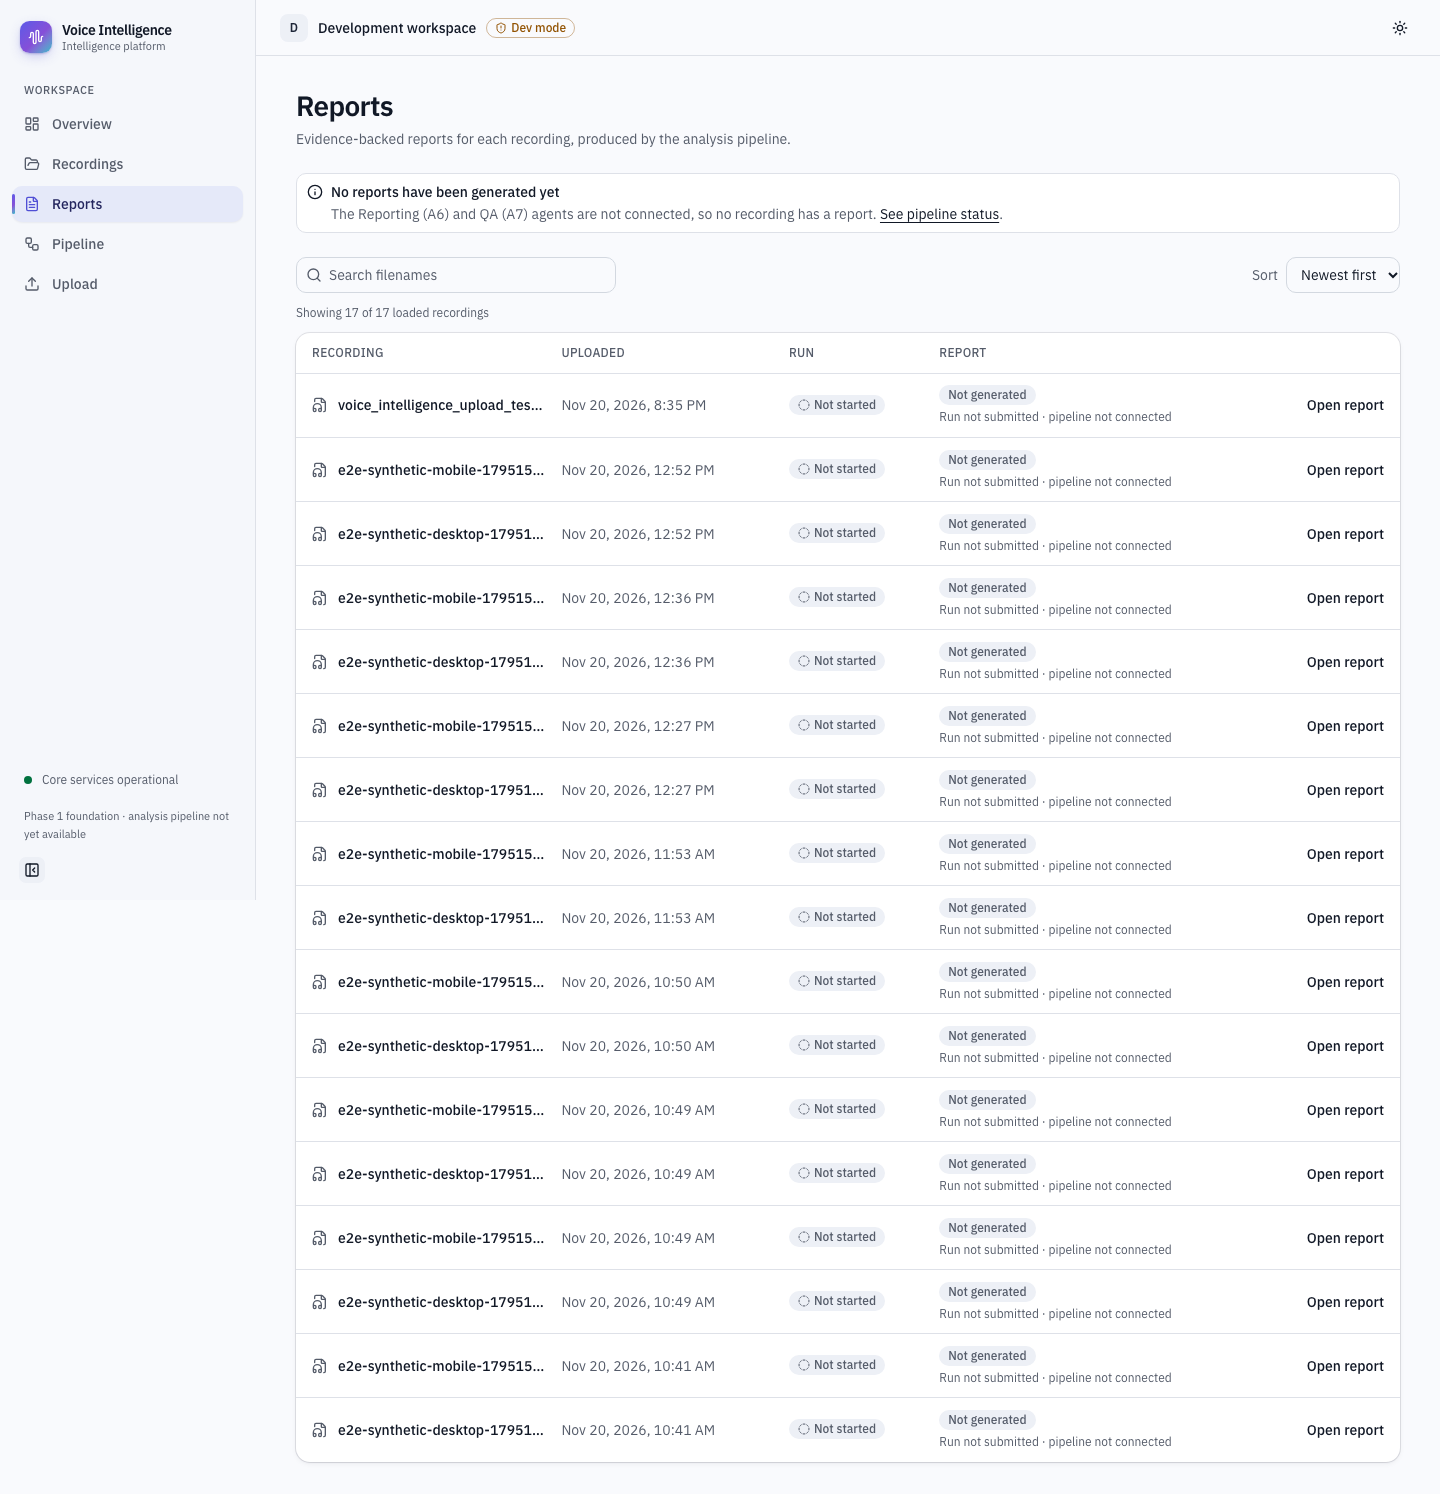 Voice Intelligence
Intelligence platform
WORKSPACE
Overview
Recordings
Reports
Pipeline
Upload
Core services operational
Phase 1 foundation · analysis pipeline not
yet available
D Development workspace Dev mode
Reports
Evidence-backed reports for each recording, produced by the analysis pipeline.
No reports have been generated yet
The Reporting (A6) and QA (A7) agents are not connected, so no recording has a report. See pipeline status.
Search filenames Sort Newest first
Showing 17 of 17 loaded recordings
RECORDING UPLOADED RUN REPORT
voice_intelligence_upload_tes... Nov 20, 2026, 8:35 PM Not started Not generated Open report
Run not submitted · pipeline not connected
e2e-synthetic-mobile-179515... Nov 20, 2026, 12:52 PM Not started Not generated Open report
Run not submitted · pipeline not connected
e2e-synthetic-desktop-17951... Nov 20, 2026, 12:52 PM Not started Not generated Open report
Run not submitted · pipeline not connected
e2e-synthetic-mobile-179515... Nov 20, 2026, 12:36 PM Not started Not generated Open report
Run not submitted · pipeline not connected
e2e-synthetic-desktop-17951... Nov 20, 2026, 12:36 PM Not started Not generated Open report
Run not submitted · pipeline not connected
e2e-synthetic-mobile-179515... Nov 20, 2026, 12:27 PM Not started Not generated Open report
Run not submitted · pipeline not connected
e2e-synthetic-desktop-17951... Nov 20, 2026, 12:27 PM Not started Not generated Open report
Run not submitted · pipeline not connected
e2e-synthetic-mobile-179515... Nov 20, 2026, 11:53 AM Not started Not generated Open report
Run not submitted · pipeline not connected
e2e-synthetic-desktop-17951... Nov 20, 2026, 11:53 AM Not started Not generated Open report
Run not submitted · pipeline not connected
e2e-synthetic-mobile-179515... Nov 20, 2026, 10:50 AM Not started Not generated Open report
Run not submitted · pipeline not connected
e2e-synthetic-desktop-17951... Nov 20, 2026, 10:50 AM Not started Not generated Open report
Run not submitted · pipeline not connected
e2e-synthetic-mobile-179515... Nov 20, 2026, 10:49 AM Not started Not generated Open report
Run not submitted · pipeline not connected
e2e-synthetic-desktop-17951... Nov 20, 2026, 10:49 AM Not started Not generated Open report
Run not submitted · pipeline not connected
e2e-synthetic-mobile-179515... Nov 20, 2026, 10:49 AM Not started Not generated Open report
Run not submitted · pipeline not connected
e2e-synthetic-desktop-17951... Nov 20, 2026, 10:49 AM Not started Not generated Open report
Run not submitted · pipeline not connected
e2e-synthetic-mobile-179515... Nov 20, 2026, 10:41 AM Not started Not generated Open report
Run not submitted · pipeline not connected
e2e-synthetic-desktop-17951... Nov 20, 2026, 10:41 AM Not started Not generated Open report
Run not submitted · pipeline not connected